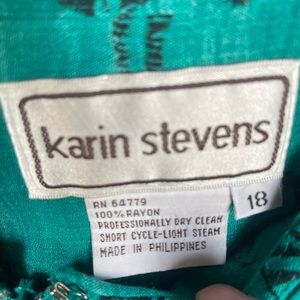 karin stevens
18
RN 64779
100% RAYON
PROFESSIONALLY DRY CLEAN
SHORT CYCLE-LIGHT STEAM
MADE IN PHILIPPINES